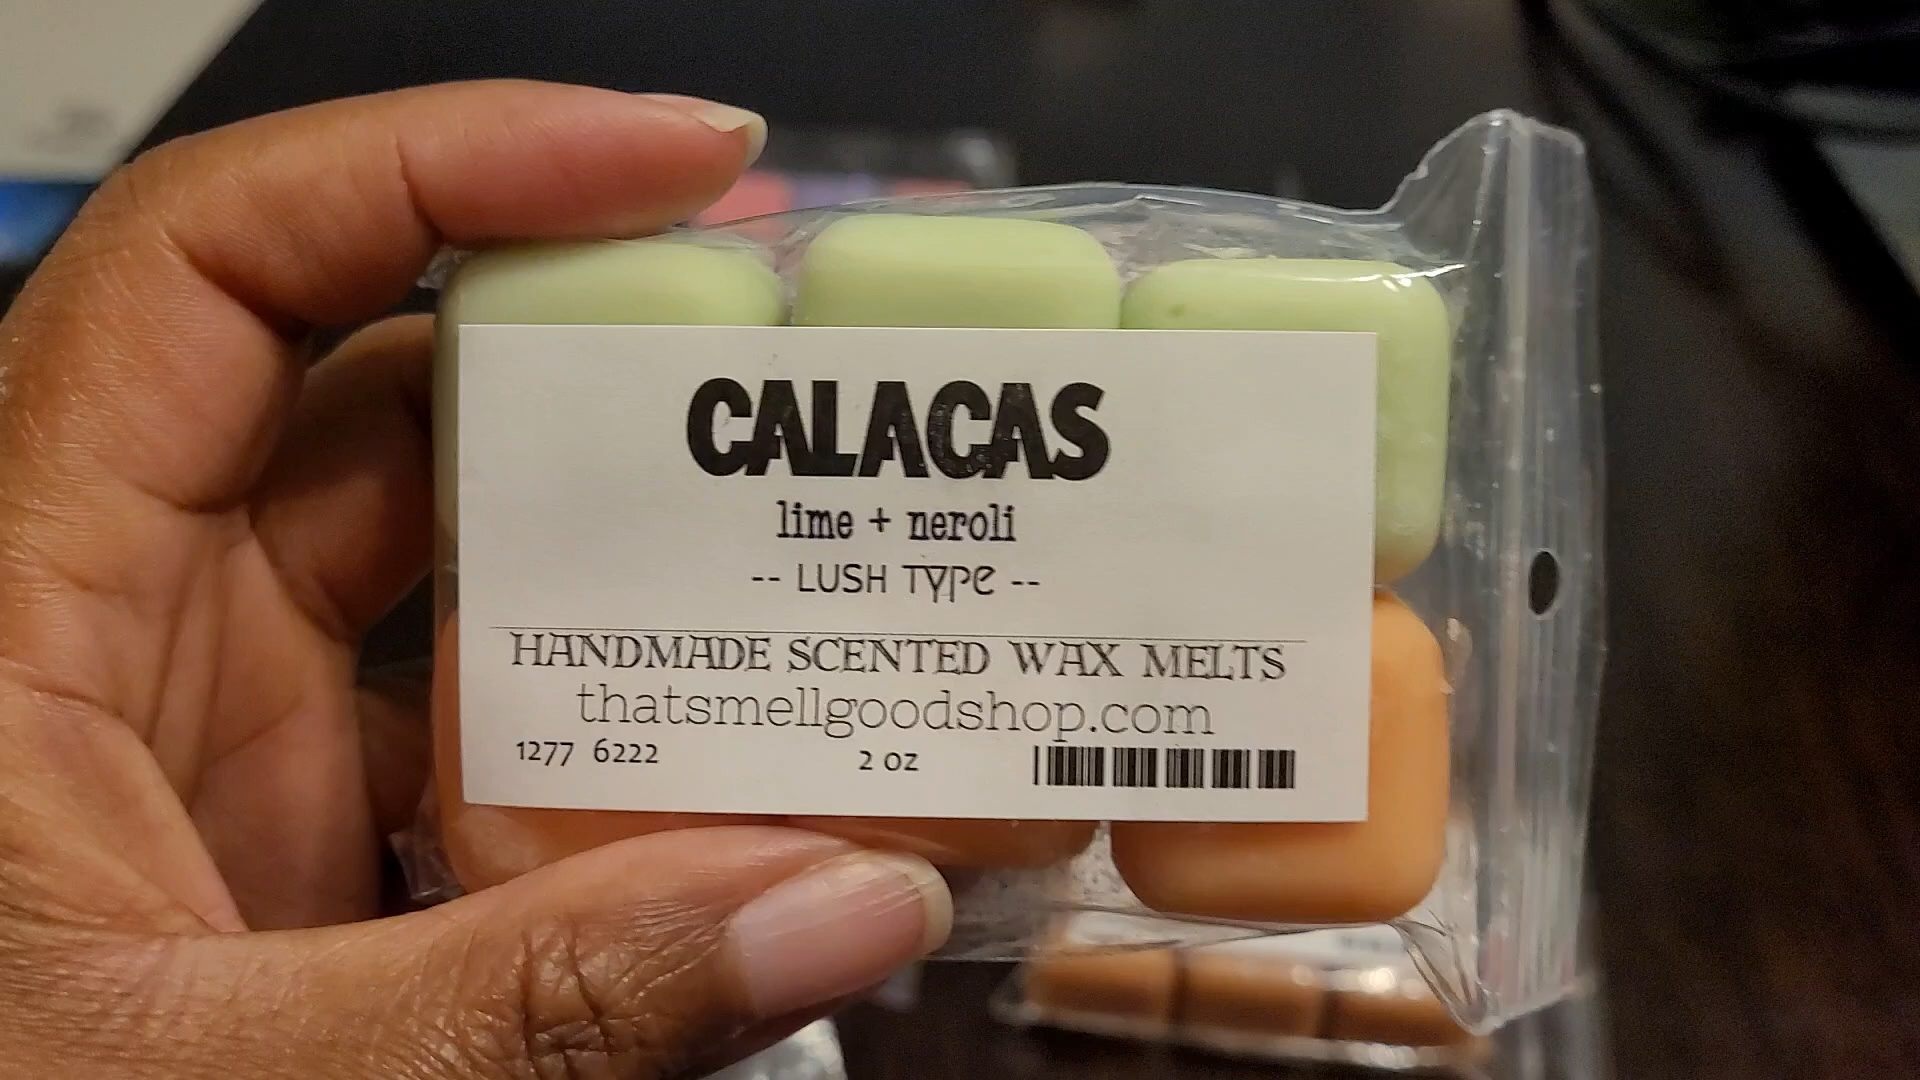 CALACAS
lime + neroli
-- LUSH TYPE --
HANDMADE SCENTED WAX MELTS
thatsmellgoodshop.com
1277 6222 2 oz